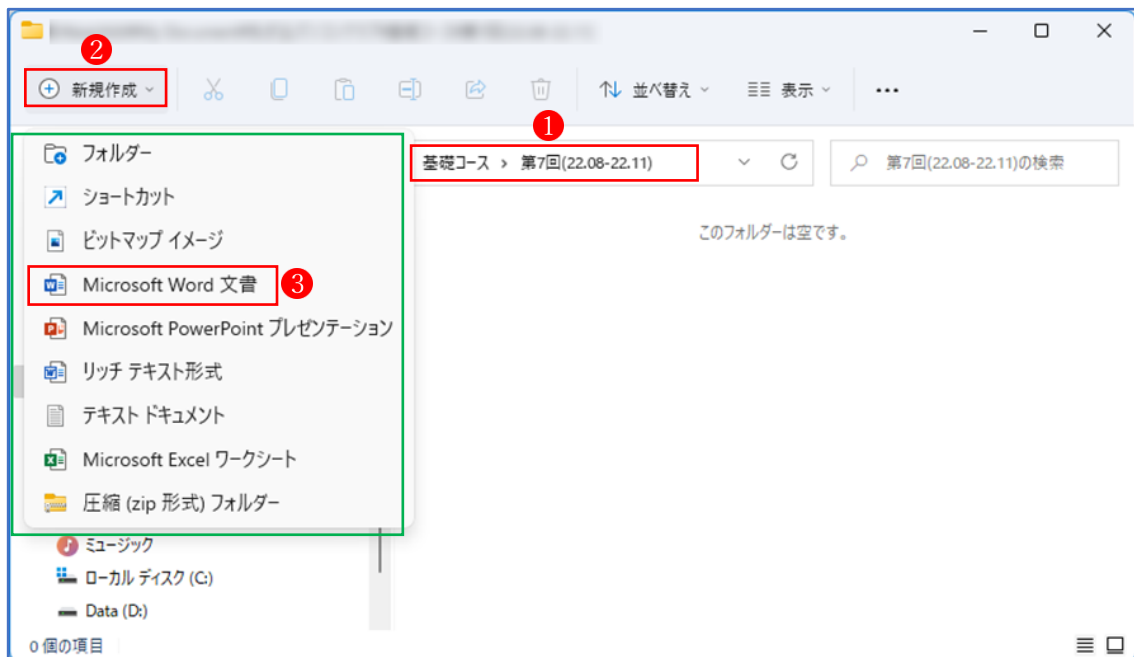 2
新規作成
並べ替え
表示
1
基礎コース > 第7回(22.08-22.11)
第7回(22.08-22.11)の検索
フォルダー
ショートカット
ビットマップ イメージ
Microsoft Word 文書
3
Microsoft PowerPoint プレゼンテーション
リッチ テキスト形式
テキスト ドキュメント
Microsoft Excel ワークシート
圧縮 (zip 形式) フォルダー
このフォルダーは空です。
ミュージック
ローカル ディスク (C:)
Data (D:)
0 個の項目